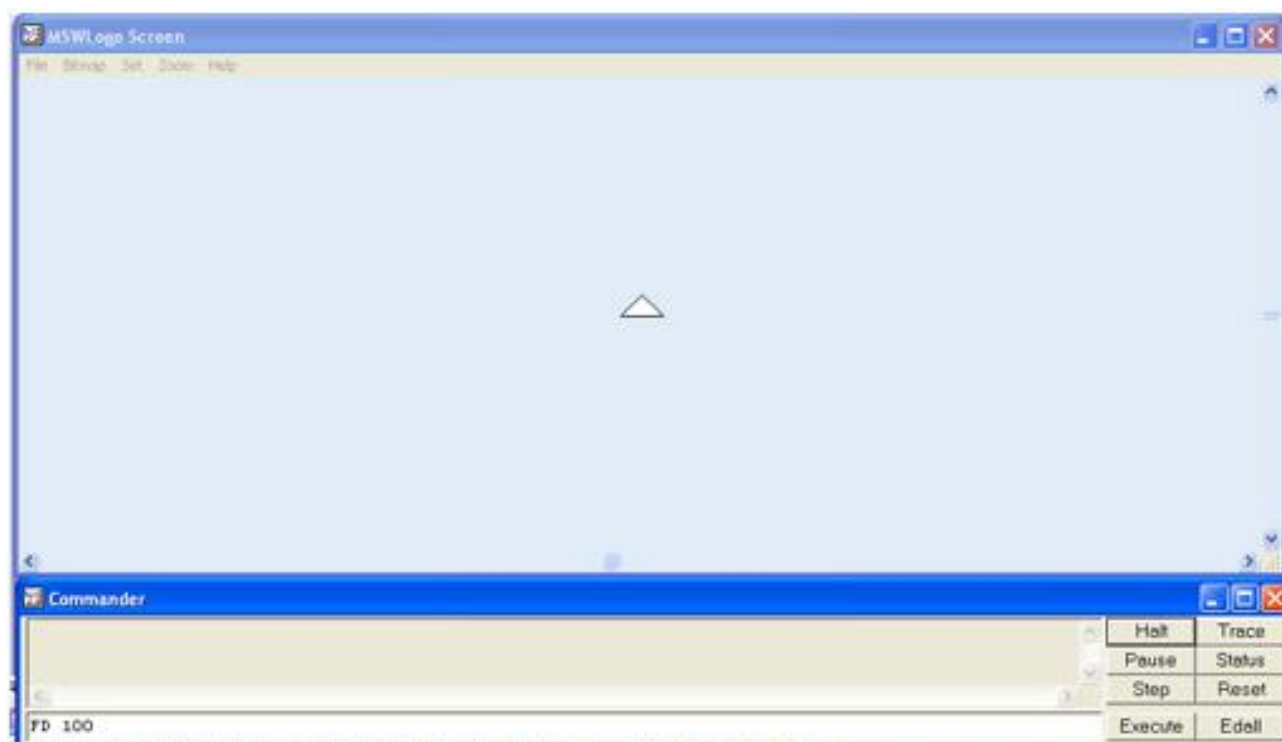 MSWLogo Screen
File Bitmap Set Zoom Help
Commander
Halt Trace
Pause Status
Step Reset
FD 100
Execute Edall